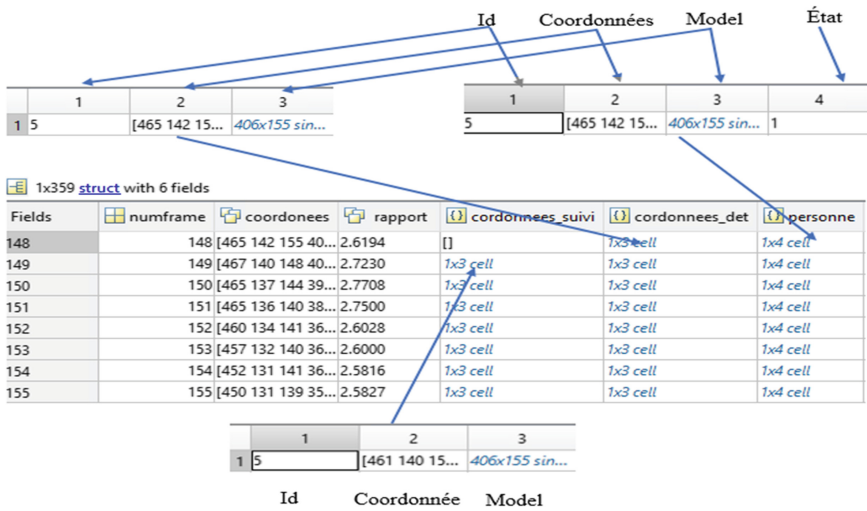 Id Coordonnées Model État
1 2 3
1 5 [465 142 15... 406x155 sin...
1 2 3 4
5 [465 142 15... 406x155 sin... 1
1x359 struct with 6 fields
Fields numframe coordonees rapport cordonnees_suivi cordonnees_det personne
148 148 [465 142 155 40... 2.6194 [] 1x3 cell 1x4 cell
149 149 [467 140 148 40... 2.7230 1x3 cell 1x3 cell 1x4 cell
150 150 [465 137 144 39... 2.7708 1x3 cell 1x3 cell 1x4 cell
151 151 [465 136 140 38... 2.7500 1x3 cell 1x3 cell 1x4 cell
152 152 [460 134 141 36... 2.6028 1x3 cell 1x3 cell 1x4 cell
153 153 [457 132 140 36... 2.6000 1x3 cell 1x3 cell 1x4 cell
154 154 [452 131 141 36... 2.5816 1x3 cell 1x3 cell 1x4 cell
155 155 [450 131 139 35... 2.5827 1x3 cell 1x3 cell 1x4 cell
1 2 3
1 5 [461 140 15... 406x155 sin...
Id Coordonnée Model